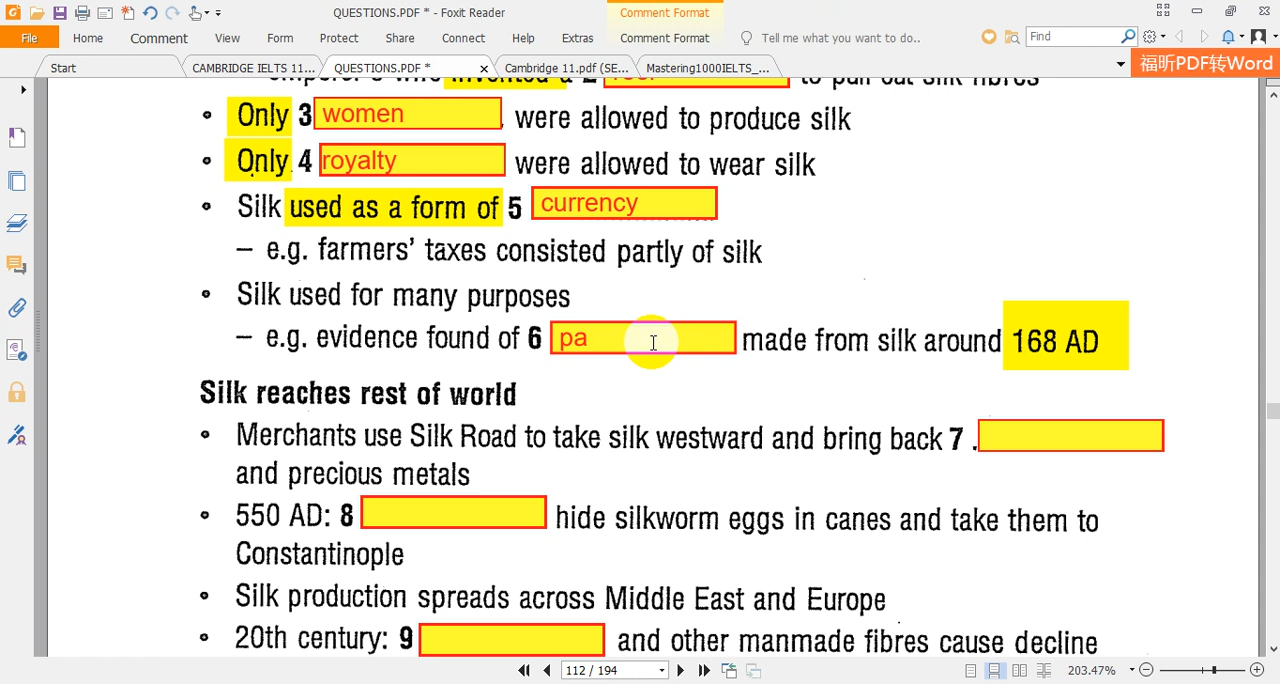 QUESTIONS.PDF * - Foxit Reader
Comment Format
File Home Comment View Form Protect Share Connect Help Extras Comment Format Tell me what you want to do.. Find
Start CAMBRIDGE IELTS 11... QUESTIONS.PDF * Cambridge 11.pdf (SE... Mastering1000IELTS_... 福昕PDF转Word
• Only 3 women were allowed to produce silk
• Only 4 royalty were allowed to wear silk
• Silk used as a form of 5 currency
– e.g. farmers' taxes consisted partly of silk
• Silk used for many purposes
– e.g. evidence found of 6 pa made from silk around 168 AD
Silk reaches rest of world
• Merchants use Silk Road to take silk westward and bring back 7 .
and precious metals
• 550 AD: 8 hide silkworm eggs in canes and take them to
Constantinople
• Silk production spreads across Middle East and Europe
• 20th century: 9 and other manmade fibres cause decline
112 / 194 203.47%